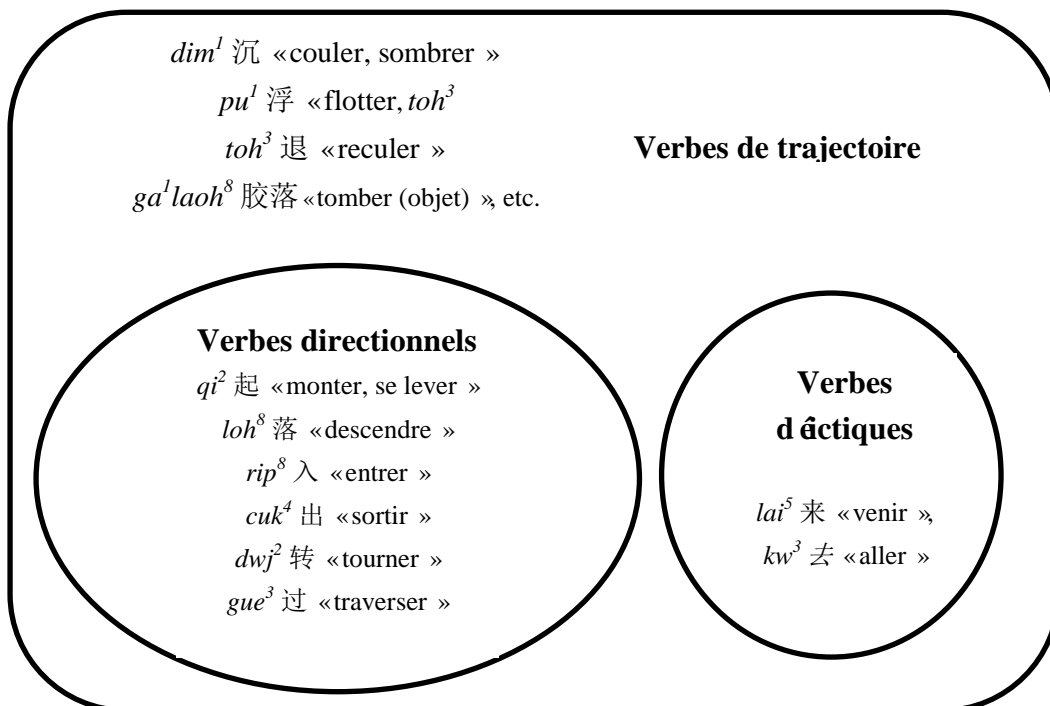 dim¹ 沉 «couler, sombrer »
pu¹ 浮 «flotter, toh³
toh³ 退 «reculer »
Verbes de trajectoire
ga¹laoh⁸ 胶落 «tomber (objet) », etc.
Verbes directionnels
qi² 起 «monter, se lever »
loh⁸ 落 «descendre »
rip⁸ 入 «entrer »
cuk⁴ 出 «sortir »
dwj² 转 «tourner »
gue³ 过 «traverser »
Verbes
déictiques
lai⁵ 来 «venir »,
kw³ 去 «aller »